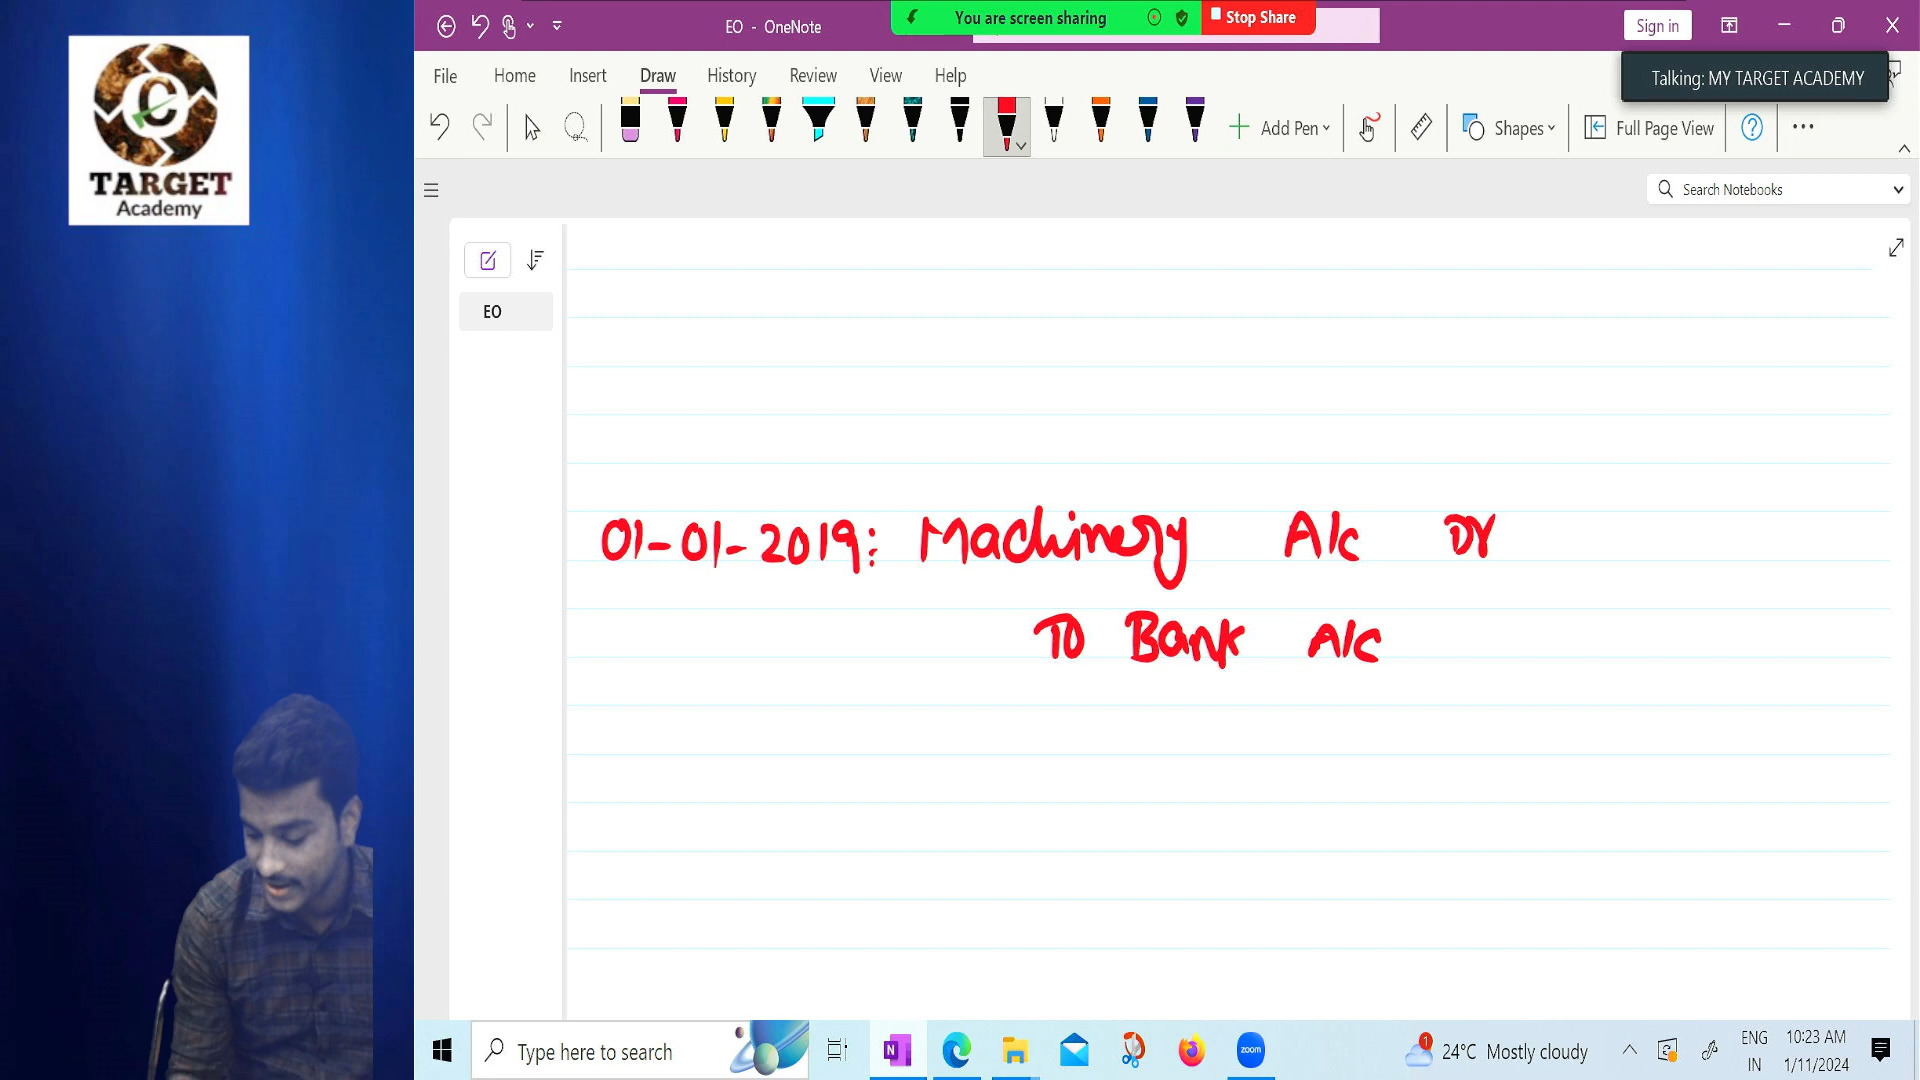 TARGET
Academy
EO - OneNote
You are screen sharing
Stop Share
Sign in
File Home Insert Draw History Review View Help
Talking: MY TARGET ACADEMY
Add Pen
Shapes
Full Page View
Search Notebooks
EO
01-01-2019: Machinery A/c Dr
To Bank A/c
Type here to search
zoom
1
24°C Mostly cloudy
ENG
IN
10:23 AM
1/11/2024